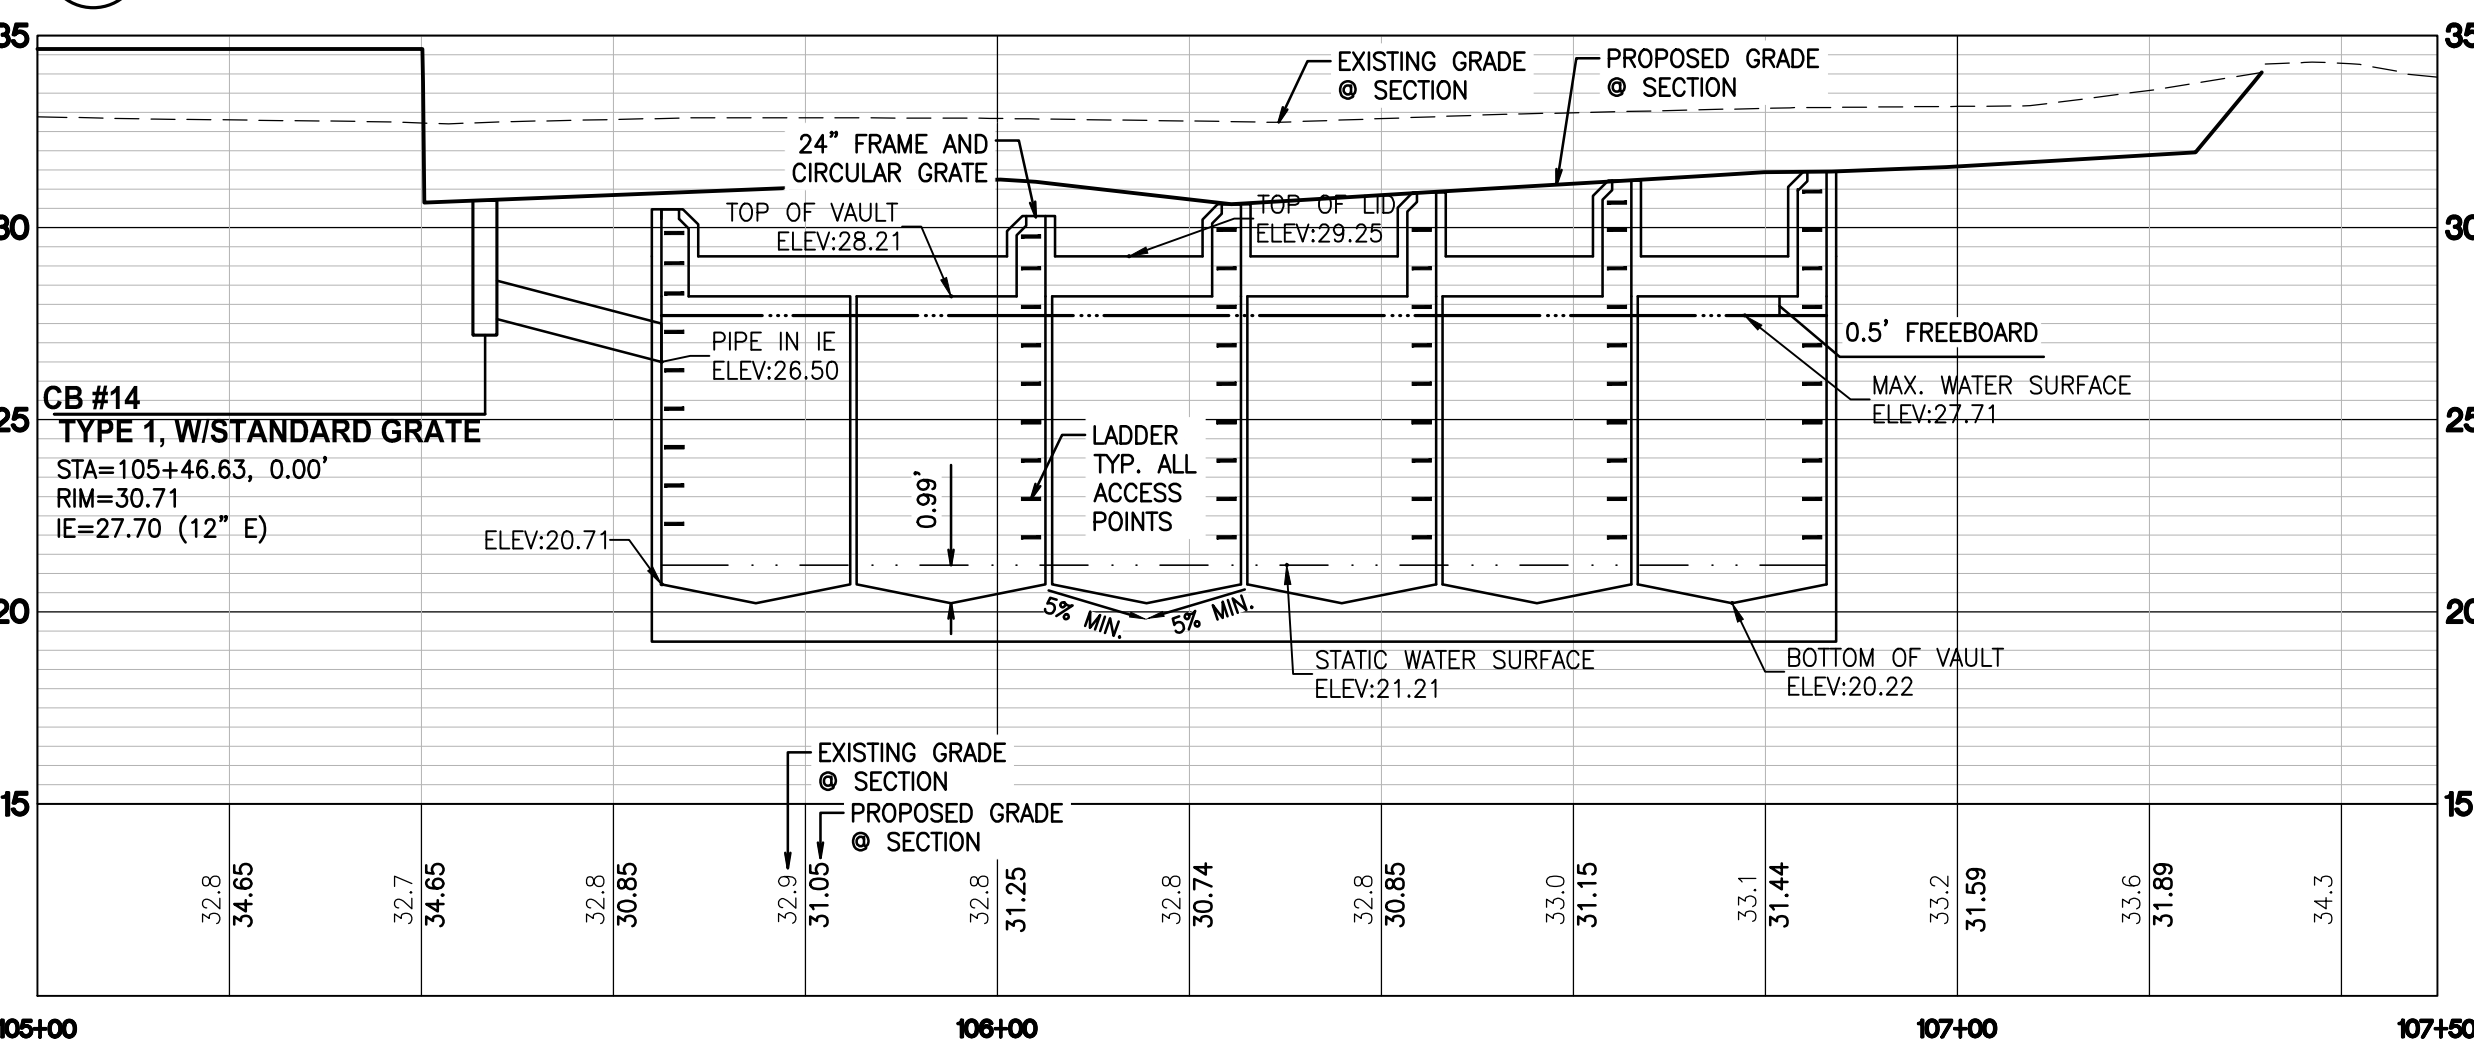 35
35
EXISTING GRADE
@ SECTION
PROPOSED GRADE
@ SECTION
24" FRAME AND
CIRCULAR GRATE
TOP OF VAULT
ELEV:28.21
TOP OF LID
ELEV:29.25
30
30
PIPE IN IE
ELEV:26.50
0.5' FREEBOARD
MAX. WATER SURFACE
ELEV:27.71
CB #14
TYPE 1, W/STANDARD GRATE
STA=105+46.63, 0.00'
RIM=30.71
IE=27.70 (12" E)
25
25
LADDER
TYP. ALL
ACCESS
POINTS
0.99'
ELEV:20.71
5% MIN.
5% MIN.
20
20
STATIC WATER SURFACE
ELEV:21.21
BOTTOM OF VAULT
ELEV:20.22
EXISTING GRADE
@ SECTION
PROPOSED GRADE
@ SECTION
15
15
32.8
34.65
32.7
34.65
32.8
30.85
32.9
31.05
32.8
31.25
32.8
30.74
32.8
30.85
33.0
31.15
33.1
31.44
33.2
31.59
33.6
31.89
34.3
105+00
106+00
107+00
107+50